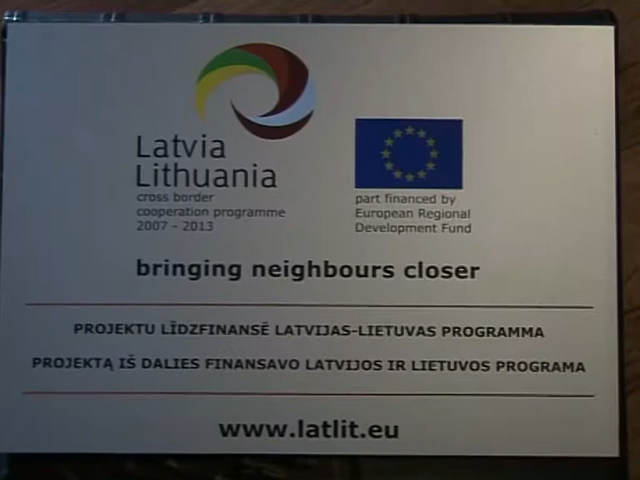 Latvia
Lithuania
cross border
cooperation programme
2007 - 2013
part financed by
European Regional
Development Fund
bringing neighbours closer
PROJEKTU LĪDZFINANSĒ LATVIJAS-LIETUVAS PROGRAMMA
PROJEKTĄ IŠ DALIES FINANSAVO LATVIJOS IR LIETUVOS PROGRAMA
www.latlit.eu